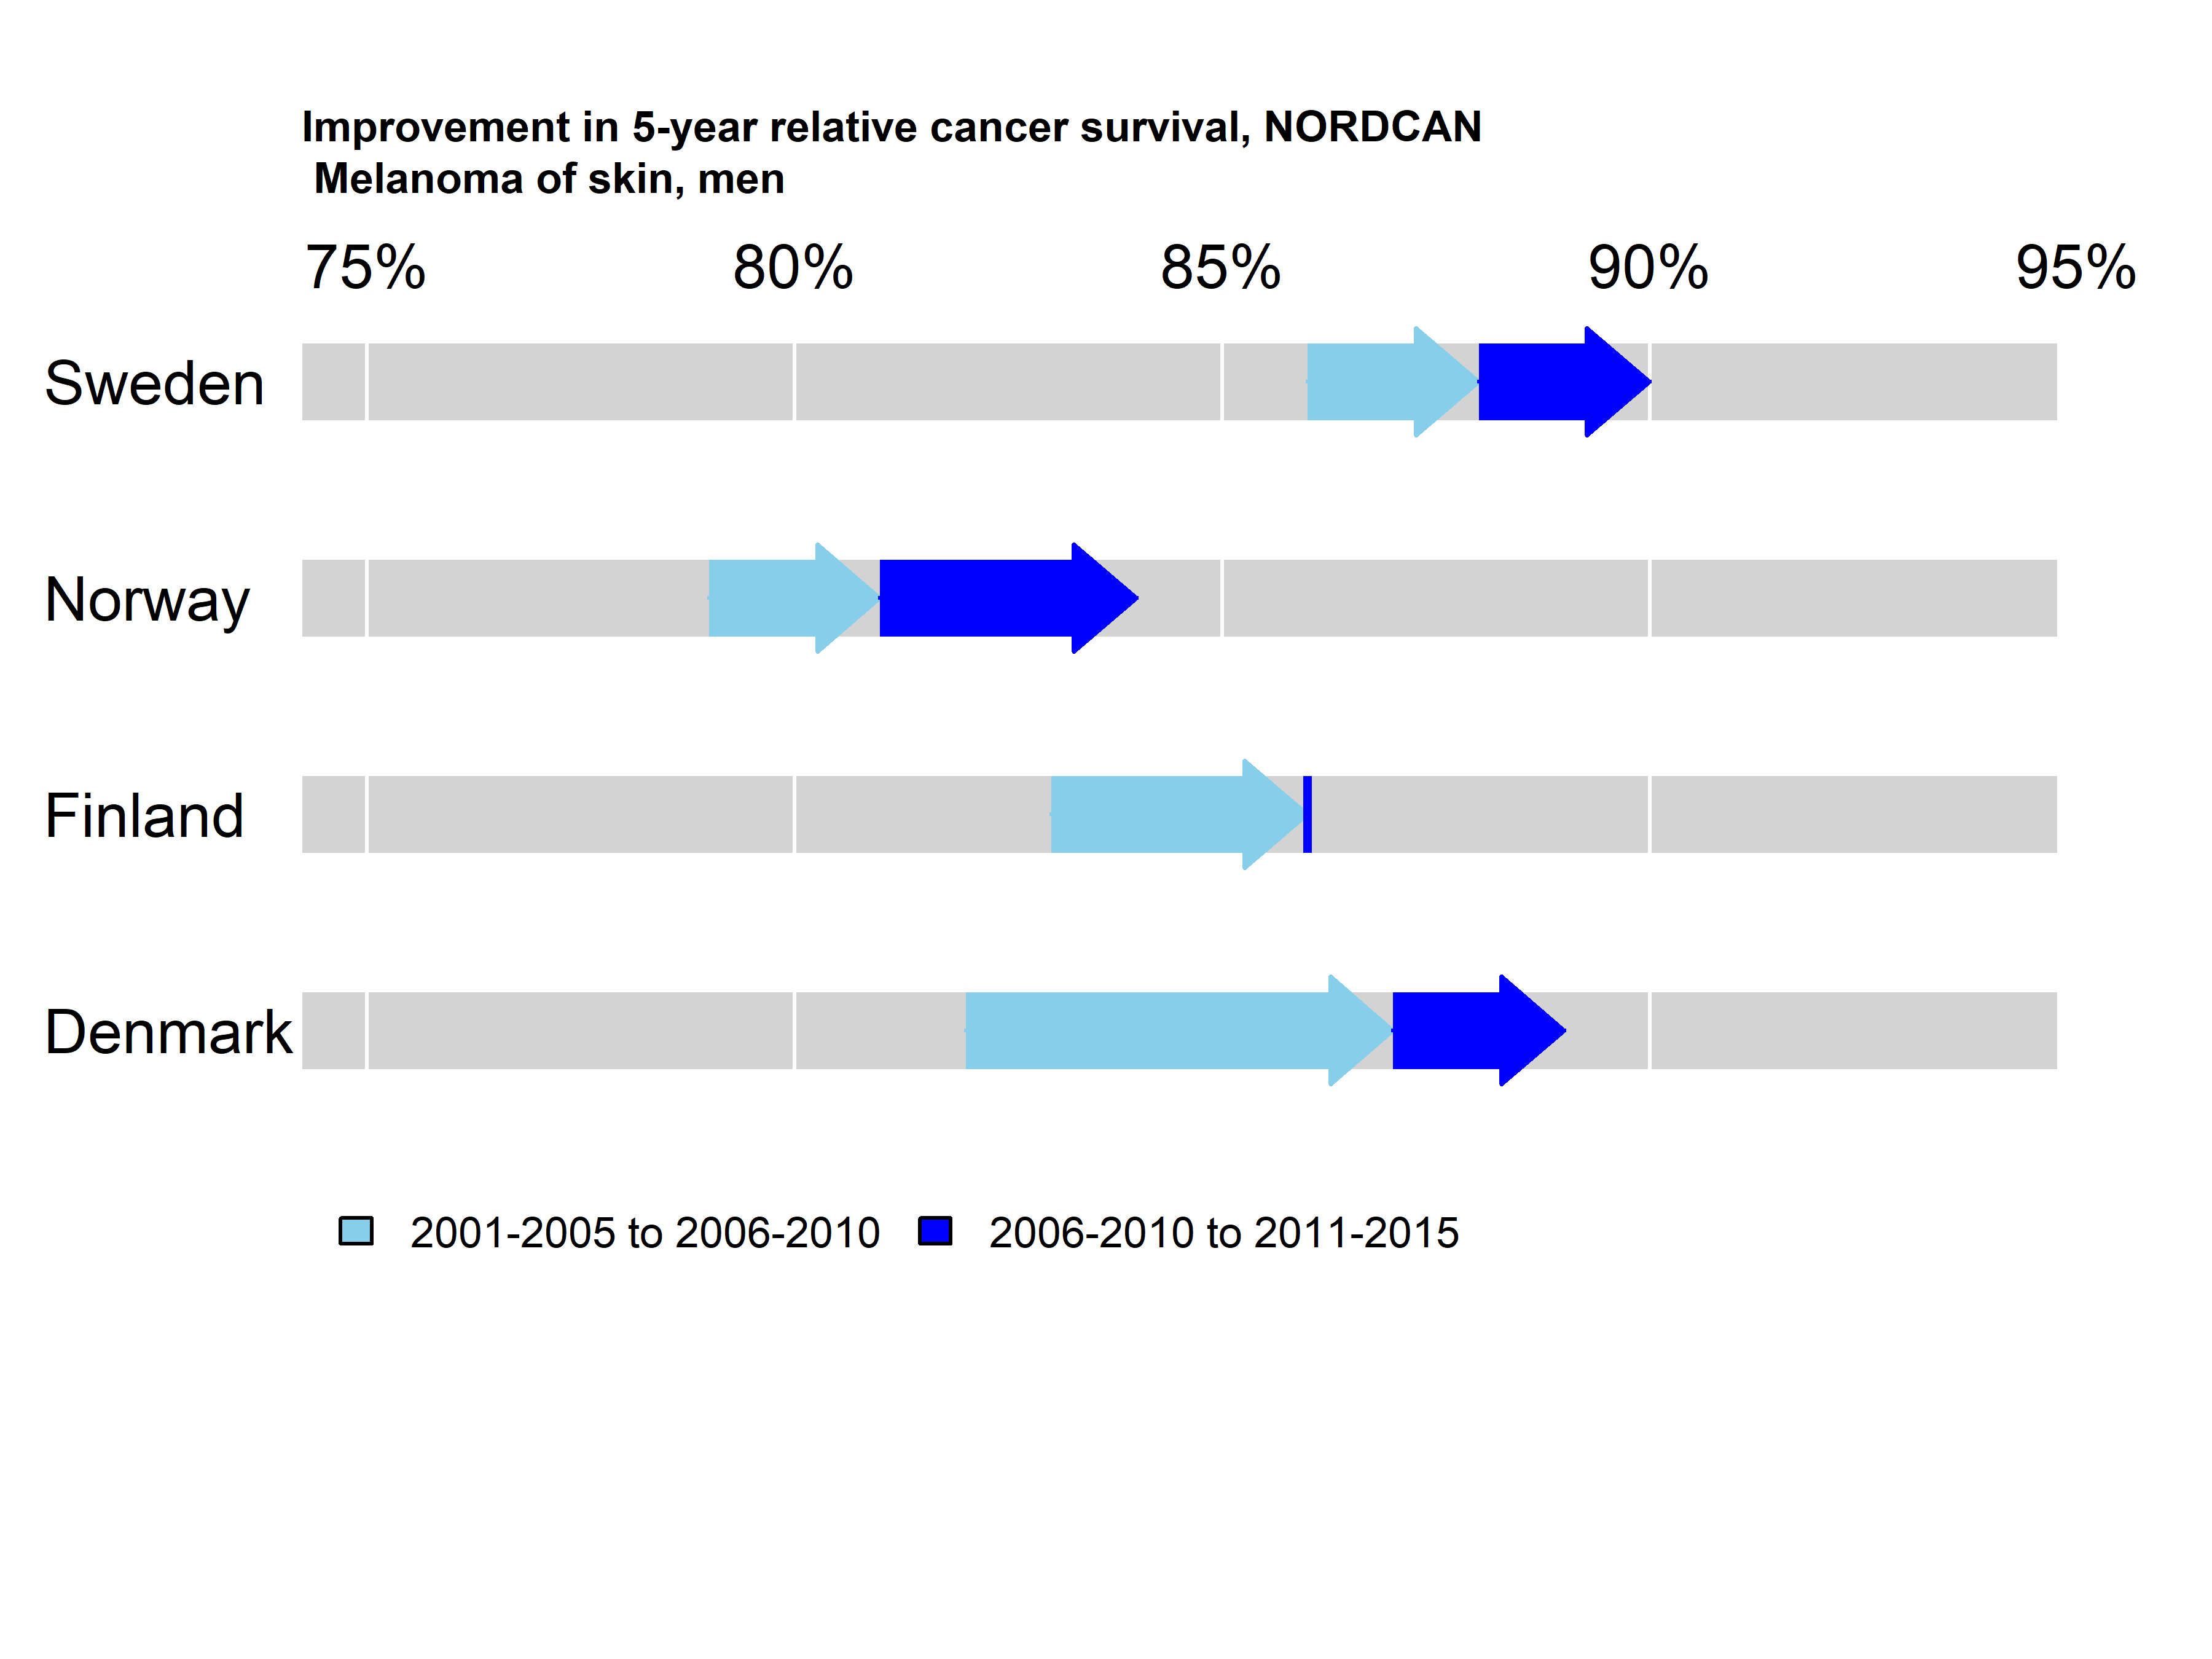 Improvement in 5-year relative cancer survival, NORDCAN
Melanoma of skin, men
75% 80% 85% 90% 95%
Sweden
Norway
Finland
Denmark
2001-2005 to 2006-2010 2006-2010 to 2011-2015